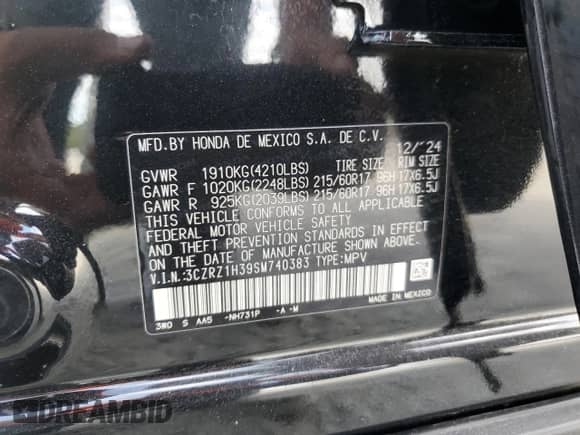 MFD.BY HONDA DE MEXICO S.A. DE C.V. 12/'24
GVWR 1910KG(4210LBS) TIRE SIZE RIM SIZE
GAWR F 1020KG(2248LBS) 215/60R17 96H 17X6.5J
GAWR R 925KG(2039LBS) 215/60R17 96H 17X6.5J
THIS VEHICLE CONFORMS TO ALL APPLICABLE
FEDERAL MOTOR VEHICLE SAFETY
AND THEFT PREVENTION STANDARDS IN EFFECT
ON THE DATE OF MANUFACTURE SHOWN ABOVE.
V.I.N.:3CZRZ1H39SM740383 TYPE:MPV
MADE IN MEXICO
3W0 S AA5 -NH731P -A -M
DREAMBID